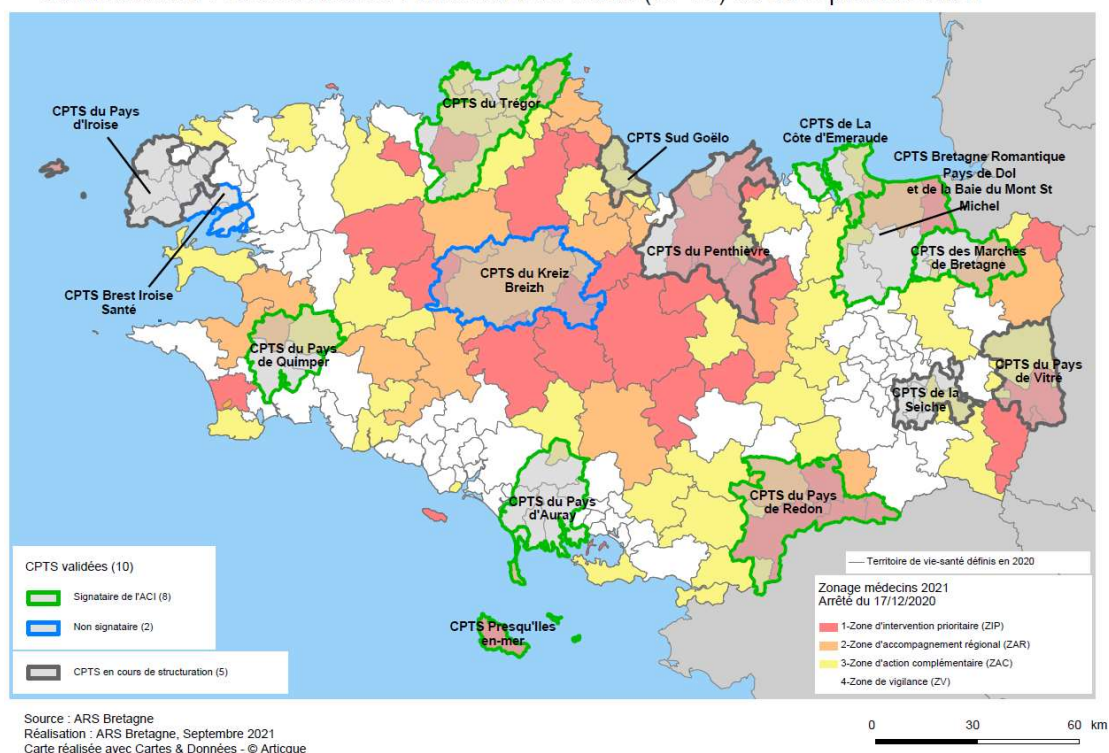 CPTS du Pays
d'Iroise
CPTS du Trégor
CPTS Sud Goëlo
CPTS de La
Côte d'Emeraude
CPTS Bretagne Romantique
Pays de Dol
et de la Baie du Mont St
Michel
CPTS du Penthièvre
CPTS des Marches
de Bretagne
CPTS du Kreiz
Breizh
CPTS Brest Iroise
Santé
CPTS du Pays
de Quimper
CPTS du Pays
de Vitré
CPTS de la
Seiche
CPTS du Pays
d'Auray
CPTS du Pays
de Redon
CPTS Presqu'Iles
en-mer
CPTS validées (10)
Signataire de l'ACI (8)
Non signataire (2)
CPTS en cours de structuration (5)
Territoire de vie-santé définis en 2020
Zonage médecins 2021
Arrêté du 17/12/2020
1-Zone d'intervention prioritaire (ZIP)
2-Zone d'accompagnement régional (ZAR)
3-Zone d'action complémentaire (ZAC)
4-Zone de vigilance (ZV)
Source : ARS Bretagne
Réalisation : ARS Bretagne, Septembre 2021
Carte réalisée avec Cartes & Données - © Articque
0 30 60 km